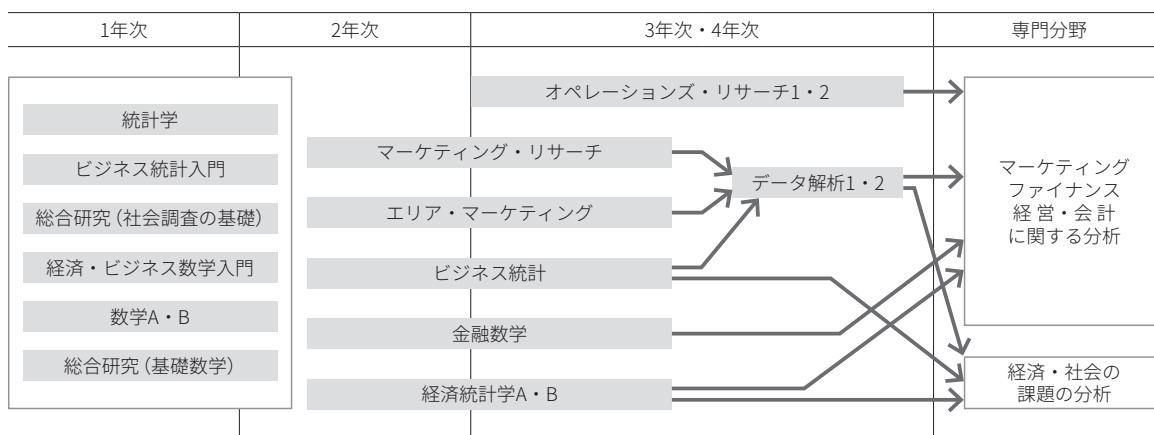 1年次
2年次
3年次・4年次
専門分野
統計学
ビジネス統計入門
総合研究（社会調査の基礎）
経済・ビジネス数学入門
数学A・B
総合研究（基礎数学）
オペレーションズ・リサーチ1・2
マーケティング・リサーチ
エリア・マーケティング
ビジネス統計
金融数学
経済統計学A・B
データ解析1・2
マーケティング
ファイナンス
経 営・会 計
に関する分析
経済・社会の
課題の分析